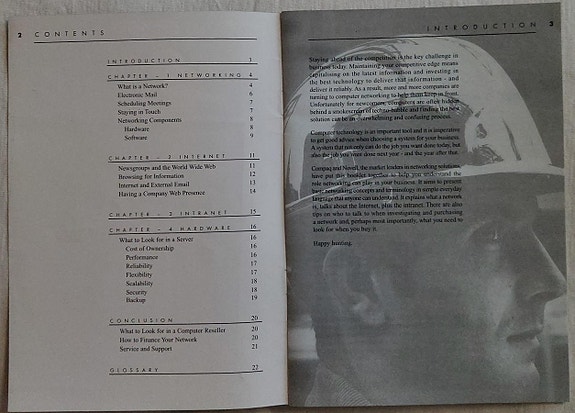 2 CONTENTS
INTRODUCTION 3
CHAPTER - 1 NETWORKING 4
What is a Network? 4
Electronic Mail 6
Scheduling Meetings 7
Staying in Touch 7
Networking Components 8
Hardware 8
Software 9
CHAPTER - 2 INTERNET 11
Newsgroups and the World Wide Web 11
Browsing for Information 12
Internet and External Email 13
Having a Company Web Presence 14
CHAPTER - 3 INTRANET 15
CHAPTER - 4 HARDWARE 16
What to Look for in a Server 16
Cost of Ownership 16
Performance 16
Reliability 17
Flexibility 17
Scalability 18
Security 18
Backup 19
CONCLUSION 20
What to Look for in a Computer Reseller 20
How to Finance Your Network 20
Service and Support 21
GLOSSARY 22
INTRODUCTION 3
Staying ahead of the competition is the key challenge in
business today. Maintaining your competitive edge means
capitalising on the latest information and investing in
the best technology to deliver that information - and
deliver it reliably. As a result, more and more companies are
turning to computer networking to help them keep in front.
Unfortunately for newcomers, computers are often hidden
behind a smokescreen of techno-babble and finding the new
solution can be an overwhelming and confusing process.
Computer technology is an important tool and it is imperative
to get good advice when choosing a system for your business.
A system that not only can do the job you want done today, but
also the job you want done next year - and the year after that.
Compaq and Novell, the market leaders in networking solutions,
have put this booklet together to help you understand the
role networking can play in your business. It aims to present
basic networking concepts and terminology in simple everyday
language that anyone can understand. It explains what a network
is, talks about the Internet, plus the intranet. There are also
tips on who to talk to when investigating and purchasing
a network and, perhaps most importantly, what you need to
look for when you buy it.
Happy hunting.